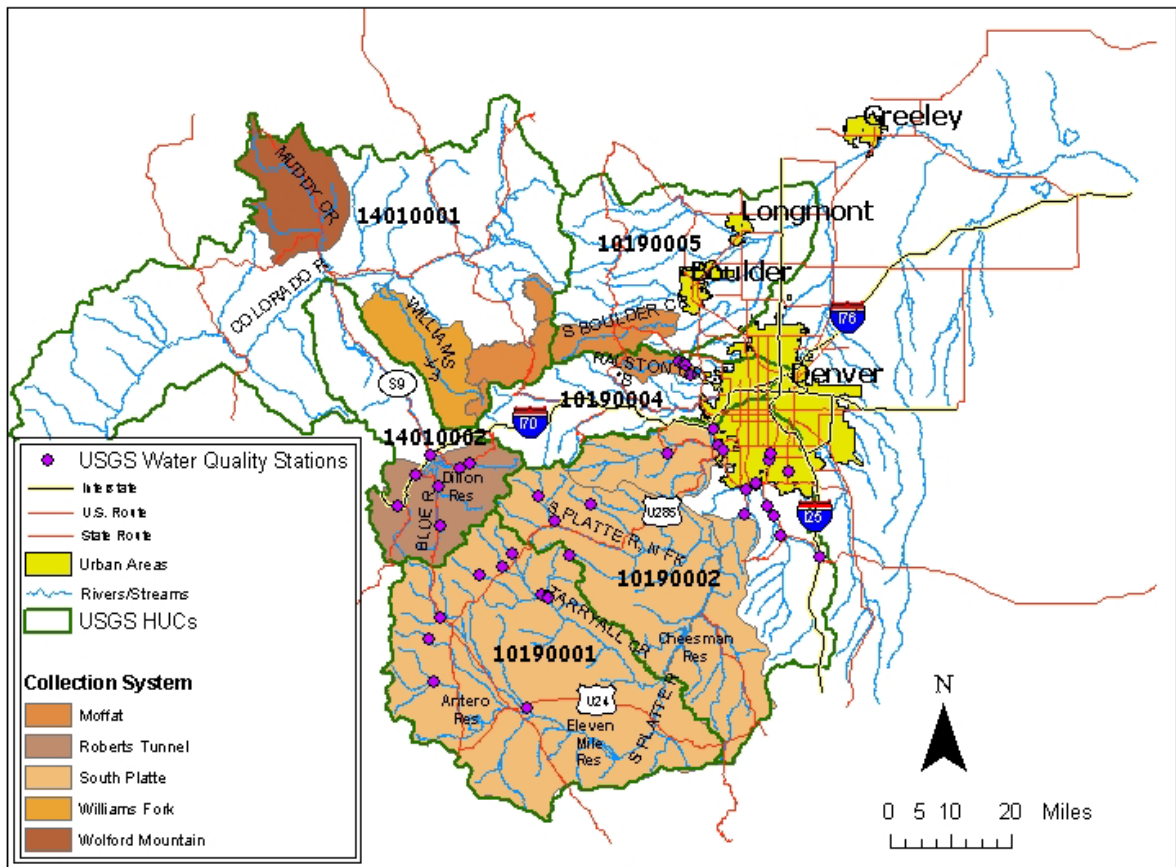 Greeley
MUDDY CR
14010001
Longmont
10190005
Boulder
COLORADO R
WILLIAMS
S BOULDER CR
I76
RALSTON
Denver
S9
10190004
I70
14010002
Dillon
Res
BLUE R
U285
I25
S PLATTE R, N FK
10190002
TARRYALL CR
Cheesman
Res
10190001
S PLATTE R
Antero
Res
U24
Eleven
Mile
Res
USGS Water Quality Stations
Interstate
U.S. Route
State Route
Urban Areas
Rivers/Streams
USGS HUCs
Collection System
Moffat
Roberts Tunnel
South Platte
Williams Fork
Wolford Mountain
N
0 5 10 20 Miles